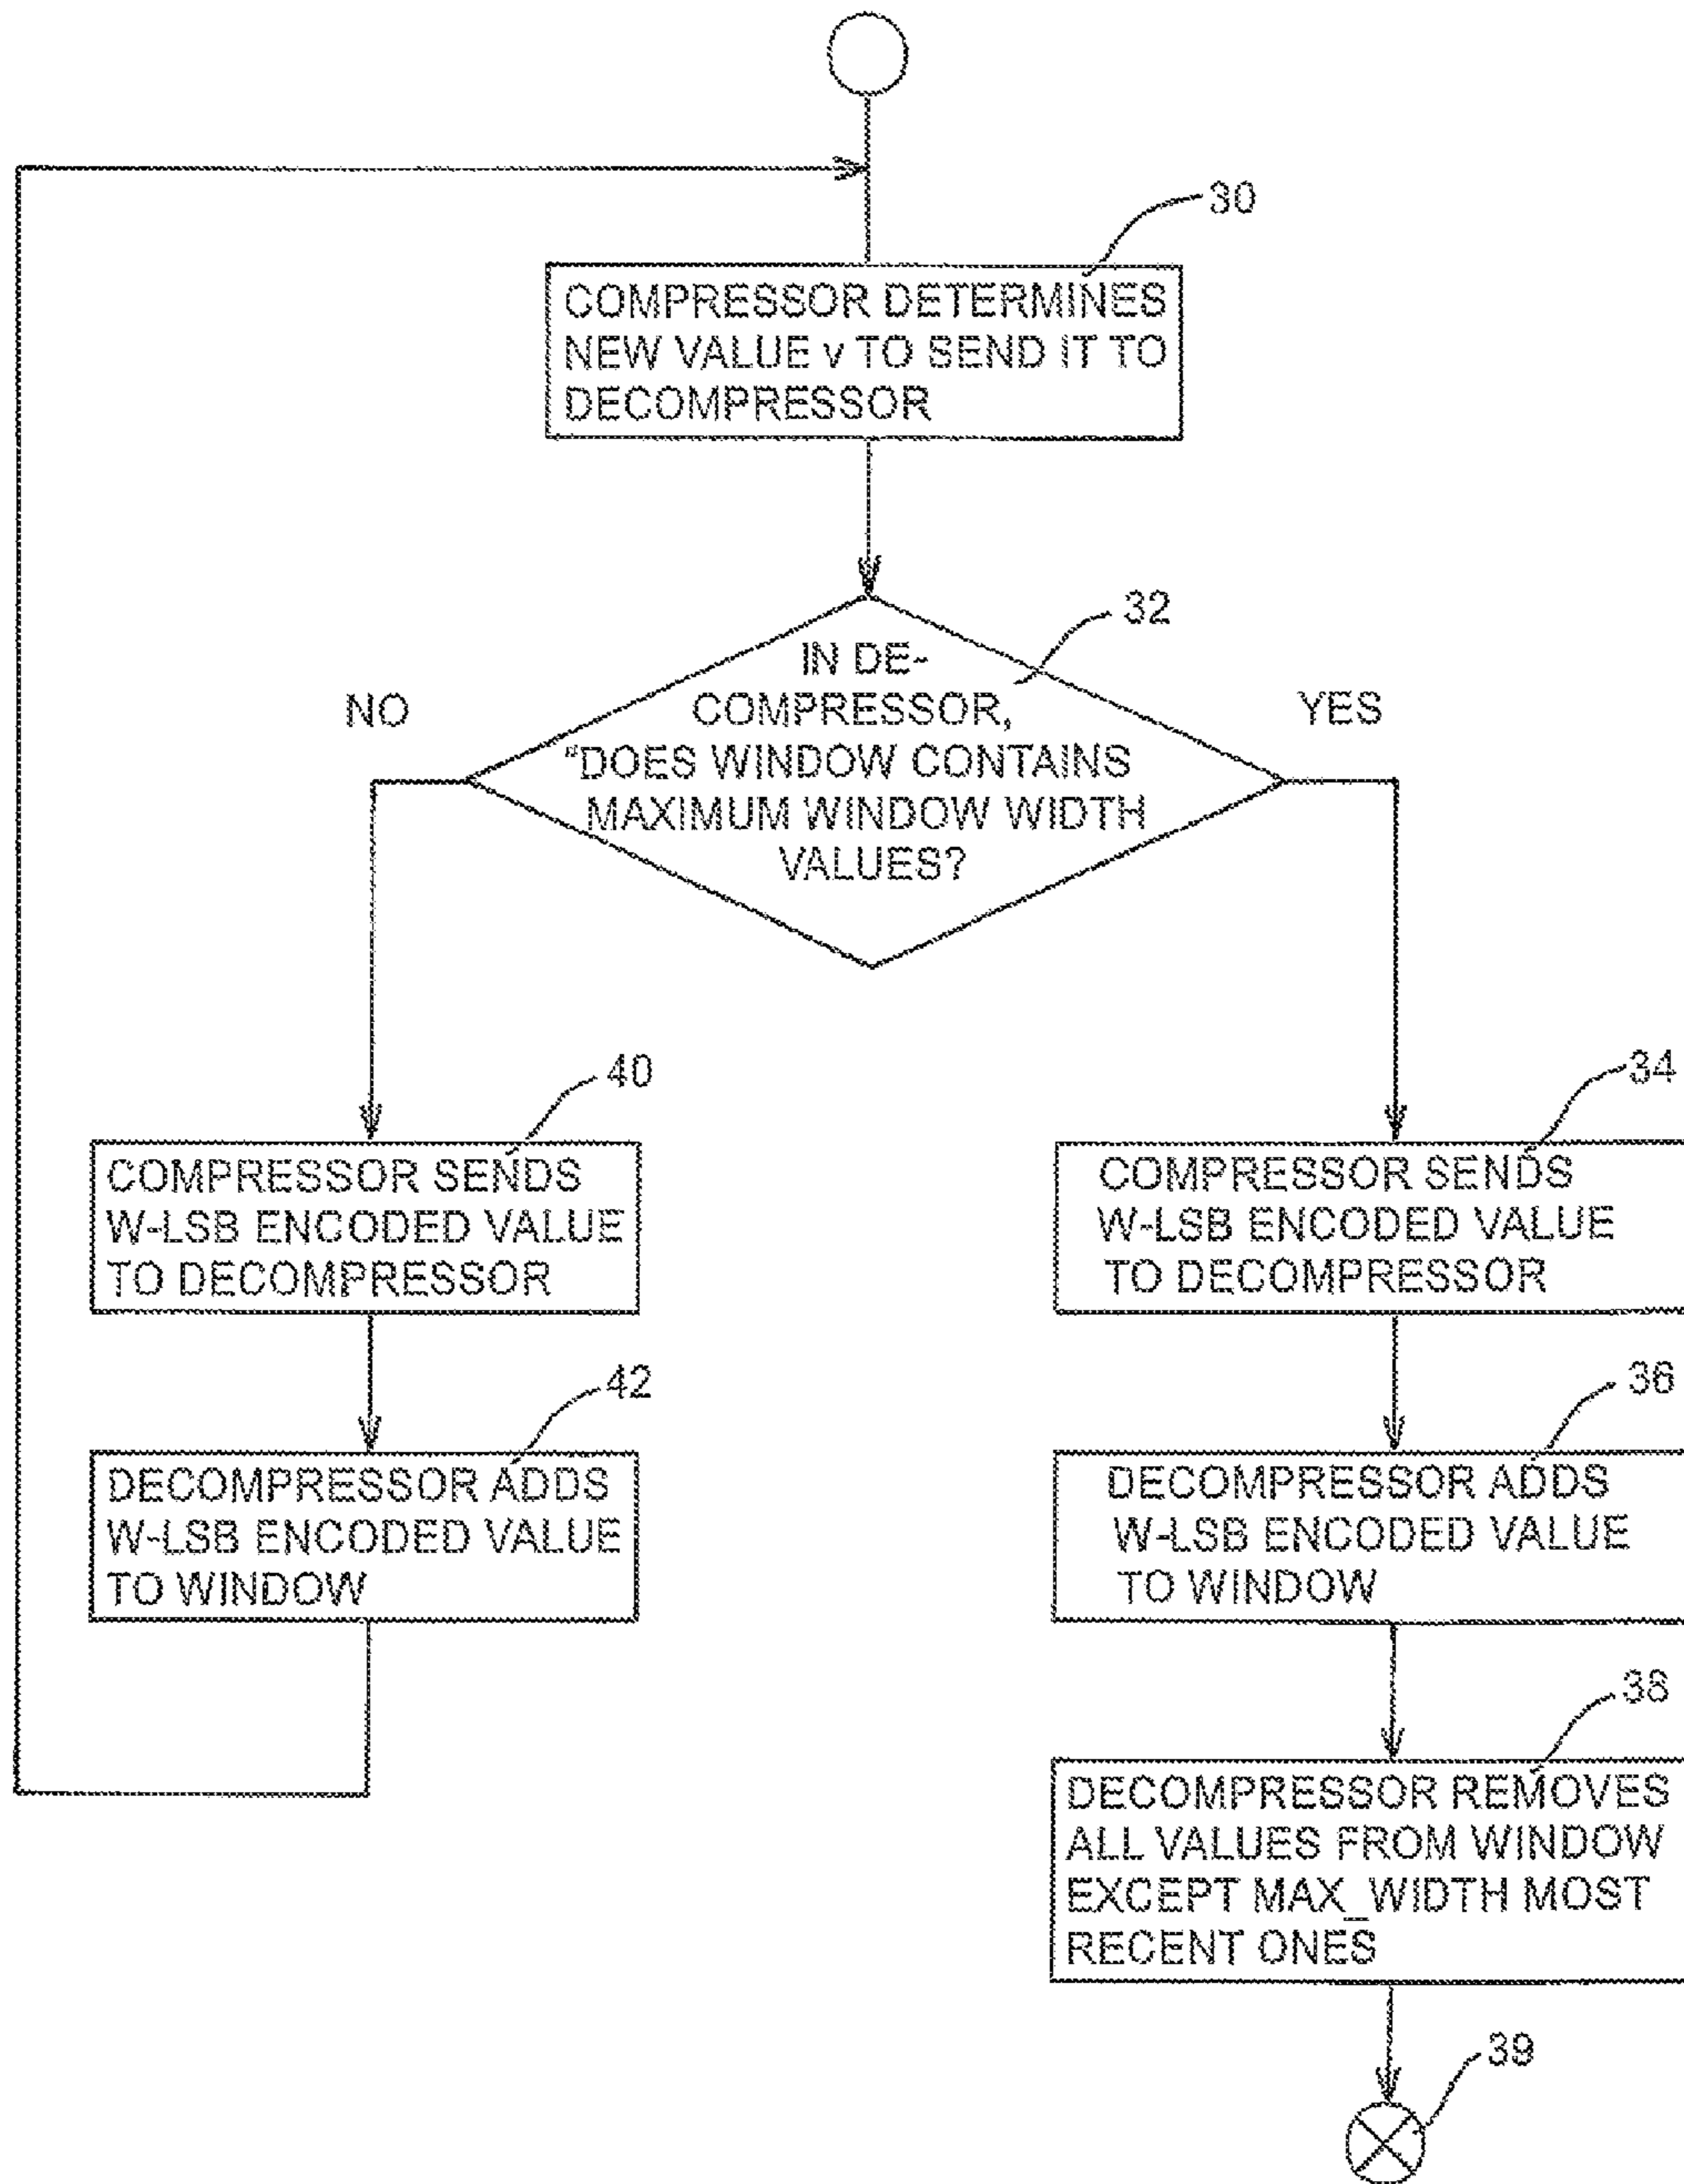 30
COMPRESSOR DETERMINES
NEW VALUE v TO SEND IT TO
DECOMPRESSOR
32
IN DE-
COMPRESSOR,
"DOES WINDOW CONTAINS
MAXIMUM WINDOW WIDTH
VALUES?
NO
YES
40
COMPRESSOR SENDS
W-LSB ENCODED VALUE
TO DECOMPRESSOR
42
DECOMPRESSOR ADDS
W-LSB ENCODED VALUE
TO WINDOW
34
COMPRESSOR SENDS
W-LSB ENCODED VALUE
TO DECOMPRESSOR
36
DECOMPRESSOR ADDS
W-LSB ENCODED VALUE
TO WINDOW
38
DECOMPRESSOR REMOVES
ALL VALUES FROM WINDOW
EXCEPT MAX_WIDTH MOST
RECENT ONES
39